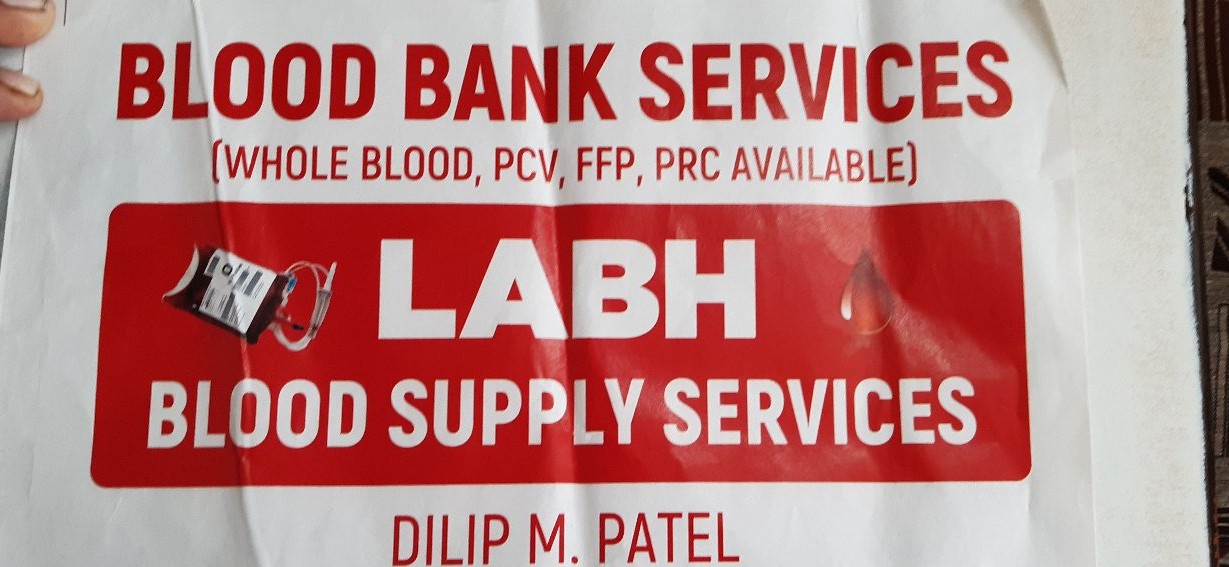 BLOOD BANK SERVICES
(WHOLE BLOOD, PCV, FFP, PRC AVAILABLE)
LABH
BLOOD SUPPLY SERVICES
DILIP M. PATEL